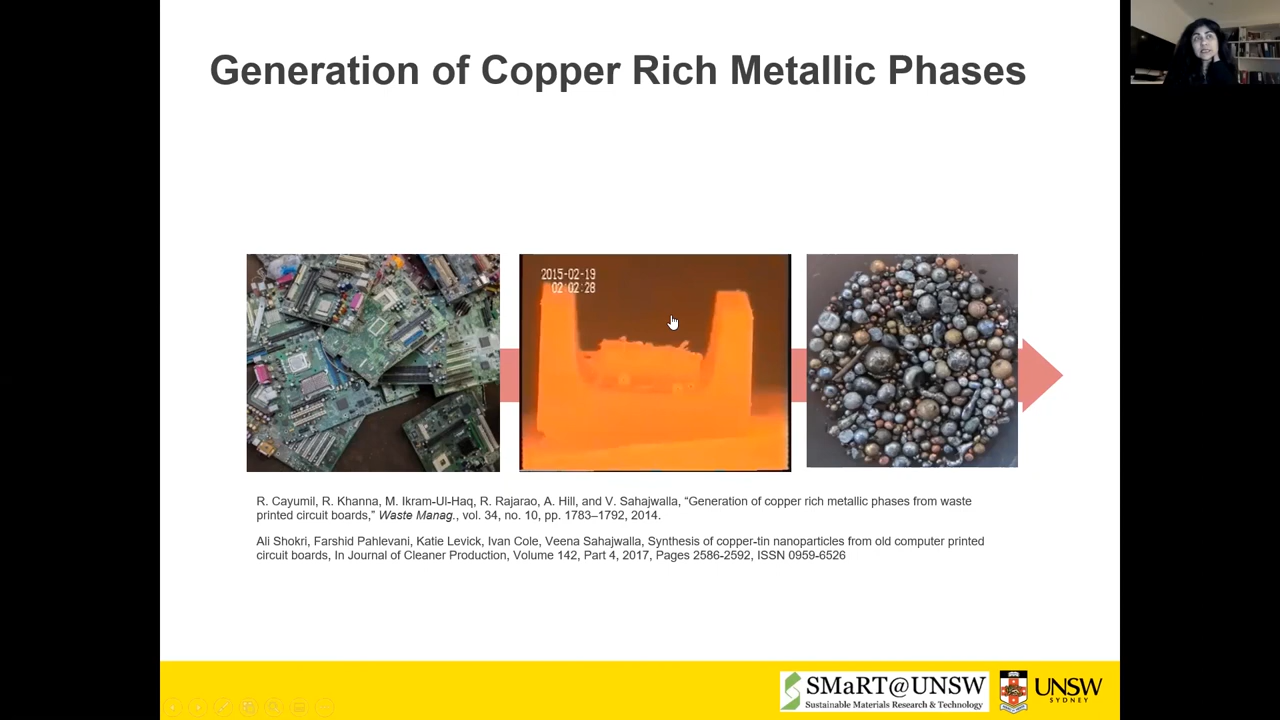 Generation of Copper Rich Metallic Phases
2015-02-19
02:02:28
R. Cayumil, R. Khanna, M. Ikram-Ul-Haq, R. Rajarao, A. Hill, and V. Sahajwalla, “Generation of copper rich metallic phases from waste
printed circuit boards,” Waste Manag., vol. 34, no. 10, pp. 1783–1792, 2014.
Ali Shokri, Farshid Pahlevani, Katie Levick, Ivan Cole, Veena Sahajwalla, Synthesis of copper-tin nanoparticles from old computer printed
circuit boards, In Journal of Cleaner Production, Volume 142, Part 4, 2017, Pages 2586-2592, ISSN 0959-6526
SMaRT@UNSW
Sustainable Materials Research & Technology
UNSW
SYDNEY